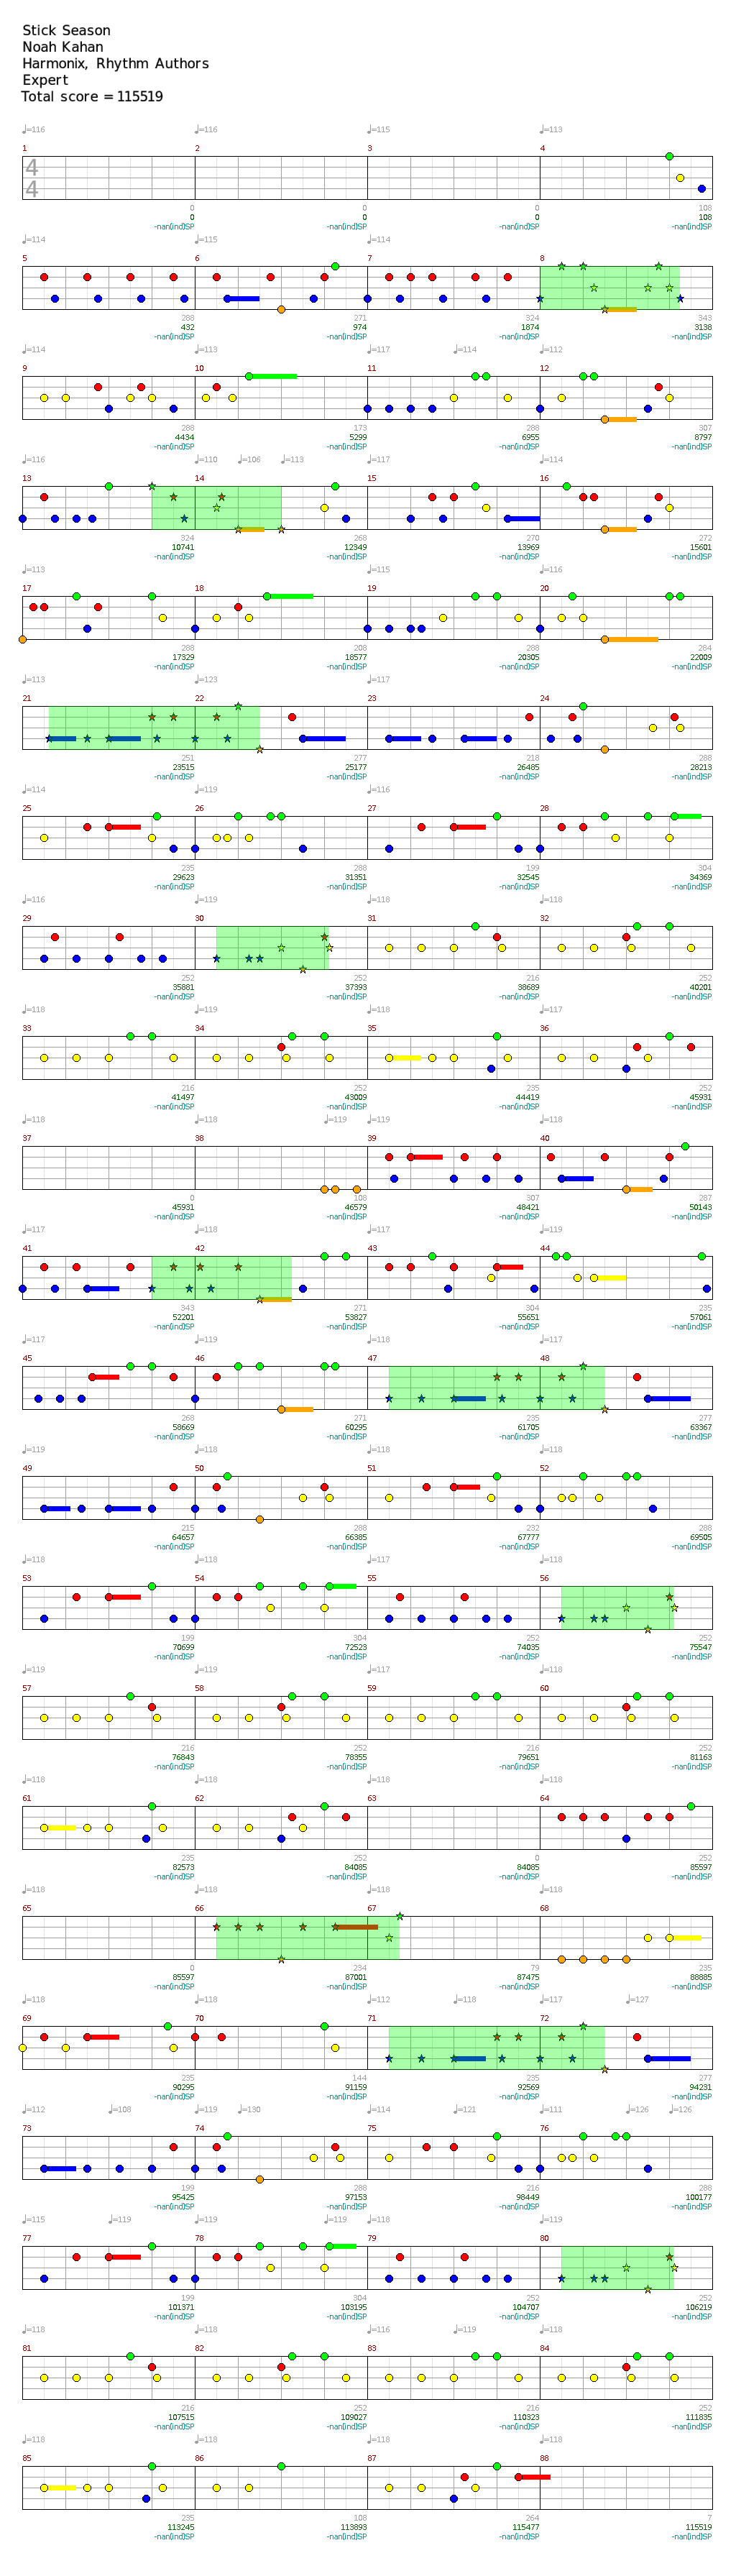 Stick Season
Noah Kahan
Harmonix, Rhythm Authors
Expert
Total score = 115519
♩=116 ♩=116 ♩=115 ♩=113
1 2 3 4
4
4
0 0 0 108
0 0 0 108
-nan(ind)SP -nan(ind)SP -nan(ind)SP -nan(ind)SP
♩=114 ♩=115 ♩=114
5 6 7 8
288 271 324 343
432 974 1874 3138
-nan(ind)SP -nan(ind)SP -nan(ind)SP -nan(ind)SP
♩=114 ♩=113 ♩=117 ♩=114 ♩=112
9 10 11 12
288 173 288 307
4434 5299 6955 8797
-nan(ind)SP -nan(ind)SP -nan(ind)SP -nan(ind)SP
♩=116 ♩=110 ♩=106 ♩=113 ♩=117 ♩=114
13 14 15 16
324 268 270 272
10741 12349 13969 15601
-nan(ind)SP -nan(ind)SP -nan(ind)SP -nan(ind)SP
♩=113 ♩=118 ♩=116
17 18 19 20
288 208 288 284
17329 18577 20305 22009
-nan(ind)SP -nan(ind)SP -nan(ind)SP -nan(ind)SP
♩=113 ♩=123 ♩=117
21 22 23 24
251 277 218 288
23515 25177 26485 28213
-nan(ind)SP -nan(ind)SP -nan(ind)SP -nan(ind)SP
♩=114 ♩=119 ♩=116
25 26 27 28
235 288 199 304
29623 31351 32545 34369
-nan(ind)SP -nan(ind)SP -nan(ind)SP -nan(ind)SP
♩=116 ♩=119 ♩=118 ♩=118
29 30 31 32
252 252 216 252
35881 37393 38689 40201
-nan(ind)SP -nan(ind)SP -nan(ind)SP -nan(ind)SP
♩=118 ♩=119 ♩=118 ♩=117
33 34 35 36
216 252 235 252
41497 43009 44419 45931
-nan(ind)SP -nan(ind)SP -nan(ind)SP -nan(ind)SP
♩=118 ♩=118 ♩=119 ♩=119 ♩=118
37 38 39 40
0 108 307 287
45931 46579 48421 50143
-nan(ind)SP -nan(ind)SP -nan(ind)SP -nan(ind)SP
♩=117 ♩=118 ♩=117 ♩=119
41 42 43 44
343 271 304 235
52201 53827 55651 57061
-nan(ind)SP -nan(ind)SP -nan(ind)SP -nan(ind)SP
♩=117 ♩=119 ♩=118 ♩=117
45 46 47 48
268 271 235 277
58669 60295 61705 63367
-nan(ind)SP -nan(ind)SP -nan(ind)SP -nan(ind)SP
♩=119 ♩=118 ♩=118 ♩=118
49 50 51 52
215 288 232 288
64657 66385 67777 69505
-nan(ind)SP -nan(ind)SP -nan(ind)SP -nan(ind)SP
♩=118 ♩=118 ♩=117 ♩=118
53 54 55 56
199 304 252 252
70699 72523 74035 75547
-nan(ind)SP -nan(ind)SP -nan(ind)SP -nan(ind)SP
♩=119 ♩=119 ♩=117 ♩=118
57 58 59 60
216 252 216 252
76843 78355 79651 81163
-nan(ind)SP -nan(ind)SP -nan(ind)SP -nan(ind)SP
♩=118 ♩=118 ♩=118 ♩=118
61 62 63 64
235 252 0 252
82573 84085 84085 85597
-nan(ind)SP -nan(ind)SP -nan(ind)SP -nan(ind)SP
♩=118 ♩=118 ♩=118 ♩=118
65 66 67 68
0 234 79 235
85597 87001 87475 88885
-nan(ind)SP -nan(ind)SP -nan(ind)SP -nan(ind)SP
♩=118 ♩=118 ♩=112 ♩=118 ♩=117 ♩=127
69 70 71 72
235 144 235 277
90295 91159 92569 94231
-nan(ind)SP -nan(ind)SP -nan(ind)SP -nan(ind)SP
♩=112 ♩=108 ♩=119 ♩=130 ♩=114 ♩=121 ♩=111 ♩=126 ♩=126
73 74 75 76
199 288 216 288
95425 97153 98449 100177
-nan(ind)SP -nan(ind)SP -nan(ind)SP -nan(ind)SP
♩=115 ♩=119 ♩=119 ♩=119 ♩=118 ♩=119
77 78 79 80
199 304 252 252
101371 103195 104707 106219
-nan(ind)SP -nan(ind)SP -nan(ind)SP -nan(ind)SP
♩=118 ♩=118 ♩=116 ♩=119 ♩=118
81 82 83 84
216 252 216 252
107515 109027 110323 111835
-nan(ind)SP -nan(ind)SP -nan(ind)SP -nan(ind)SP
♩=118 ♩=118 ♩=118 ♩=118
85 86 87 88
235 108 264 7
113245 113893 115477 115519
-nan(ind)SP -nan(ind)SP -nan(ind)SP -nan(ind)SP